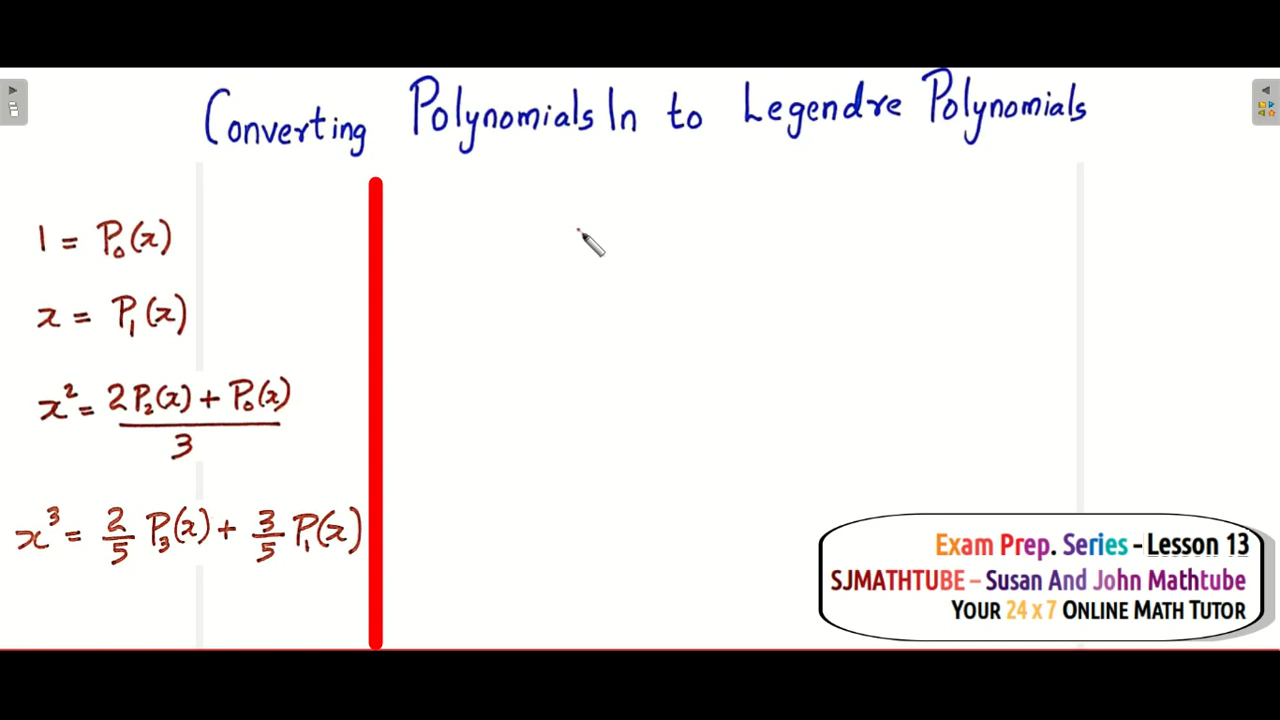 Converting Polynomials In to Legendre Polynomials
1 = P₀(x)
x = P₁(x)
x² = 2P₂(x) + P₀(x)
3
x³ = 2/5 P₃(x) + 3/5 P₁(x)
Exam Prep. Series - Lesson 13
SJMATHTUBE – Susan And John Mathtube
YOUR 24 x 7 ONLINE MATH TUTOR